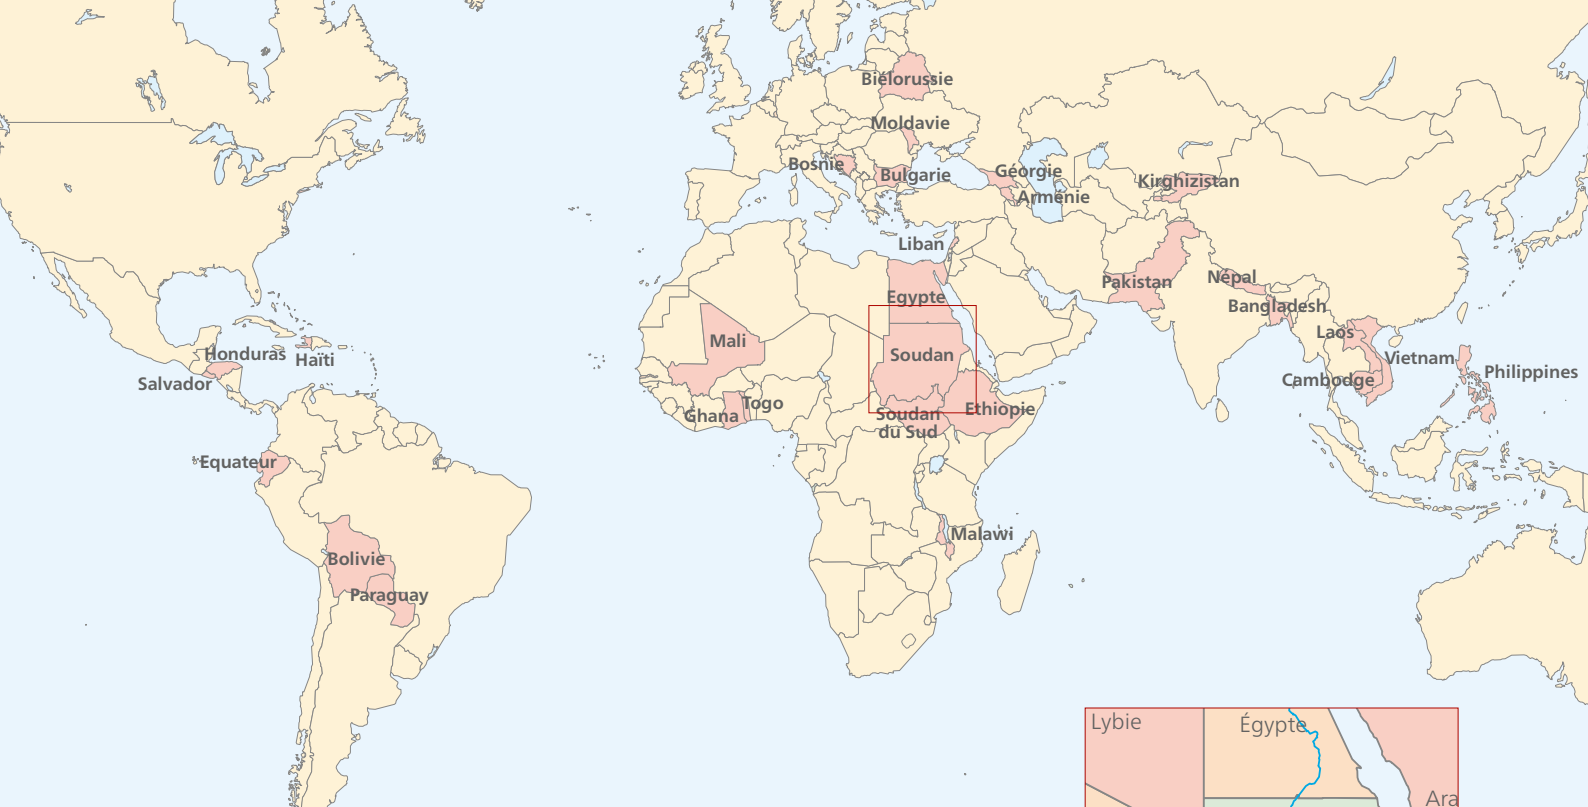 Biélorussie
Moldavie
Bosnie
Bulgarie
Géorgie
Arménie
Kirghizistan
Liban
Pakistan
Népal
Bangladesh
Egypte
Laos
Vietnam
Cambodge
Philippines
Mali
Soudan
Honduras
Haïti
Salvador
Ghana
Togo
Soudan
du Sud
Ethiopie
Equateur
Malawi
Bolivie
Paraguay
Lybie
Égypte
Ara